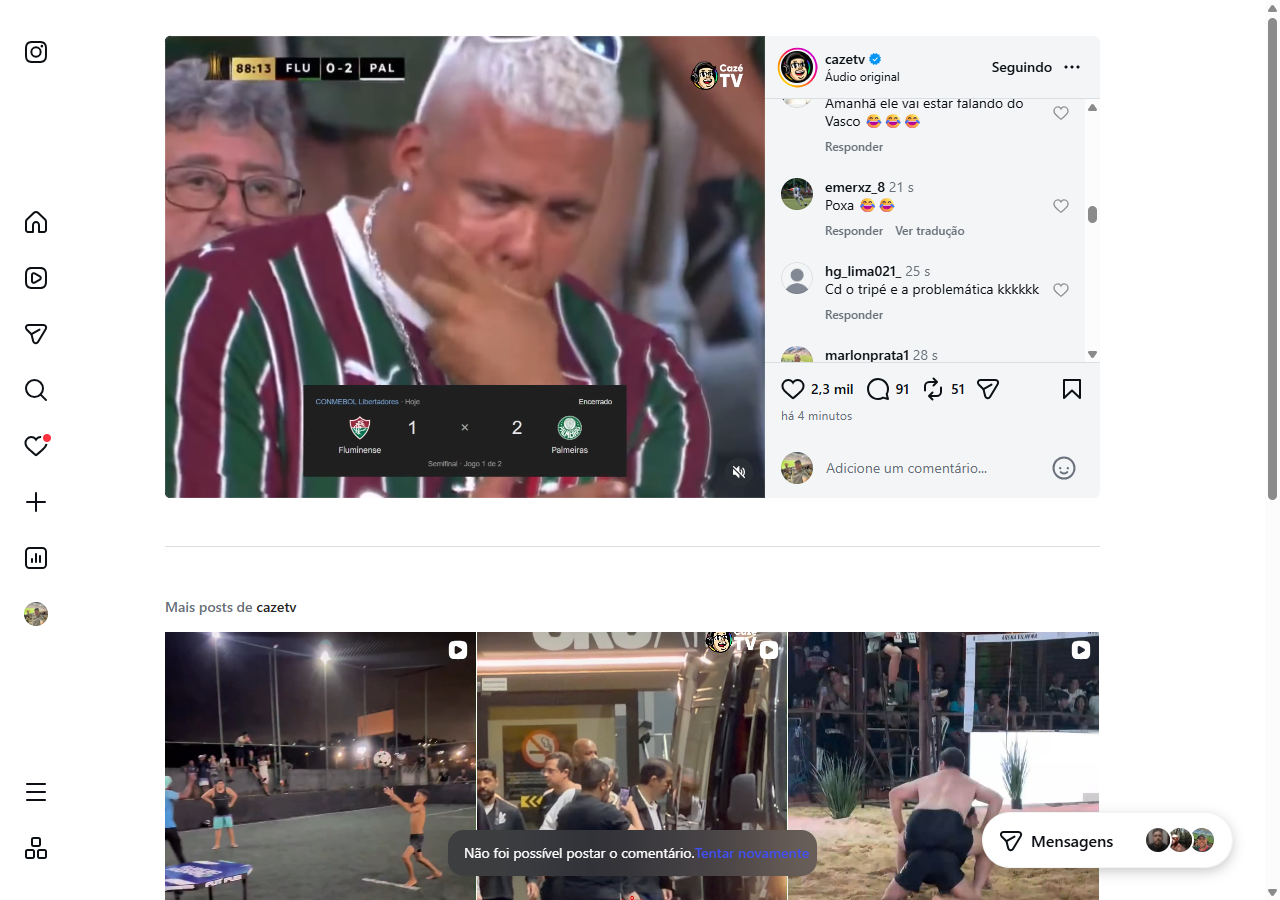 88:13 FLU 0-2 PAL
Cazé
TV
CONMEBOL Libertadores · Hoje
Encerrado
1 × 2
Fluminense
Palmeiras
Semifinal · Jogo 1 de 2
cazetv
Áudio original
Seguindo
Amanhã ele vai estar falando do
Vasco 😂😂😂
Responder
emerxz_8 21 s
Poxa 😂😂
Responder Ver tradução
hg_lima021_ 25 s
Cd o tripé e a problemática kkkkkk
Responder
marlonprata1 28 s
2,3 mil 91 51
há 4 minutos
Adicione um comentário...
Mais posts de cazetv
TV
ARENA VILANOVA
Não foi possível postar o comentário.Tentar novamente
Mensagens